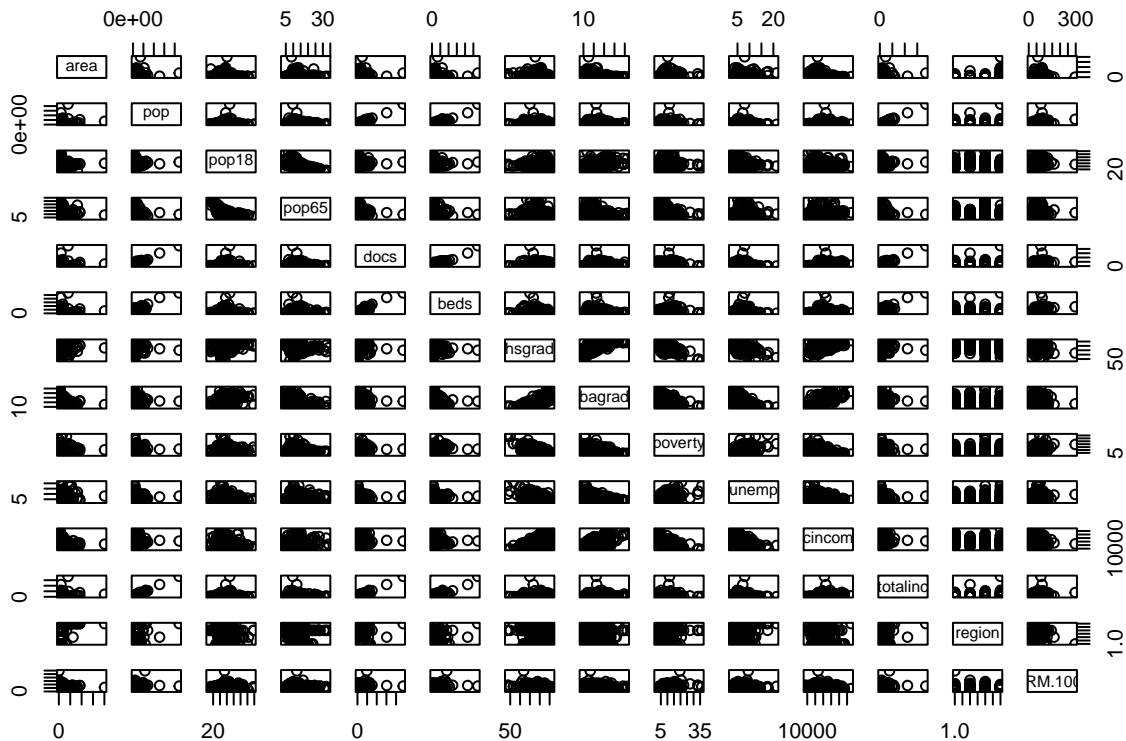 0e+00 5 30 0 10 5 20 0 0 300
area 0
0e+00 pop
pop18 20
5 pop65
docs 0
0 beds
hsgrad 50
10 bagrad
poverty 5
5 unemp
cincom 10000
0 totalinc
region 1.0
0 RM.100
0 20 0 50 5 35 10000 1.0